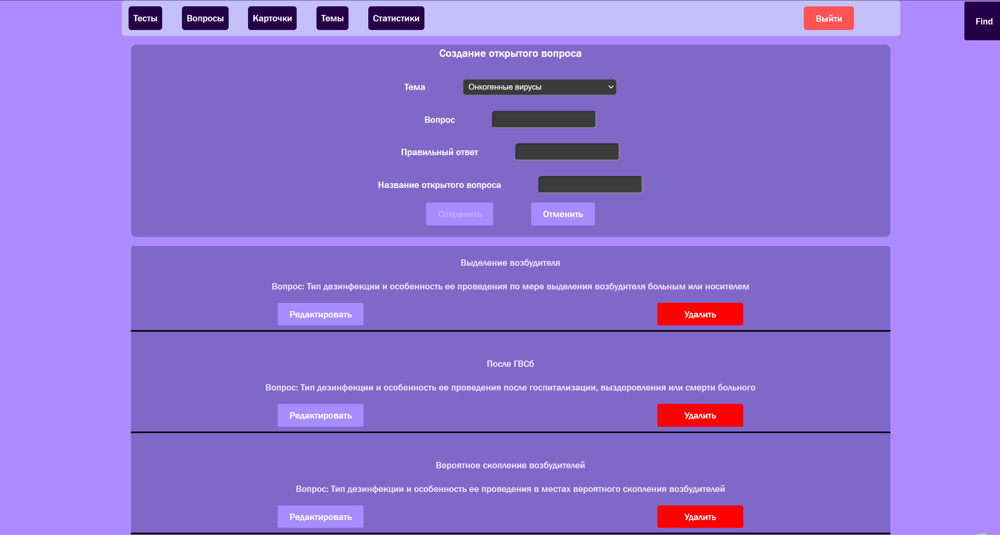 Тесты Вопросы Карточки Темы Статистики Выйти Find
Создание открытого вопроса
Тема Онкогенные вирусы
Вопрос
Правильный ответ
Название открытого вопроса
Сохранить Отменить
Выделение возбудителя
Вопрос: Тип дезинфекции и особенность ее проведения по мере выделения возбудителя больным или носителем
Редактировать Удалить
После ГВСб
Вопрос: Тип дезинфекции и особенность ее проведения после госпитализации, выздоровления или смерти больного
Редактировать Удалить
Вероятное скопление возбудителей
Вопрос: Тип дезинфекции и особенность ее проведения в местах вероятного скопления возбудителей
Редактировать Удалить